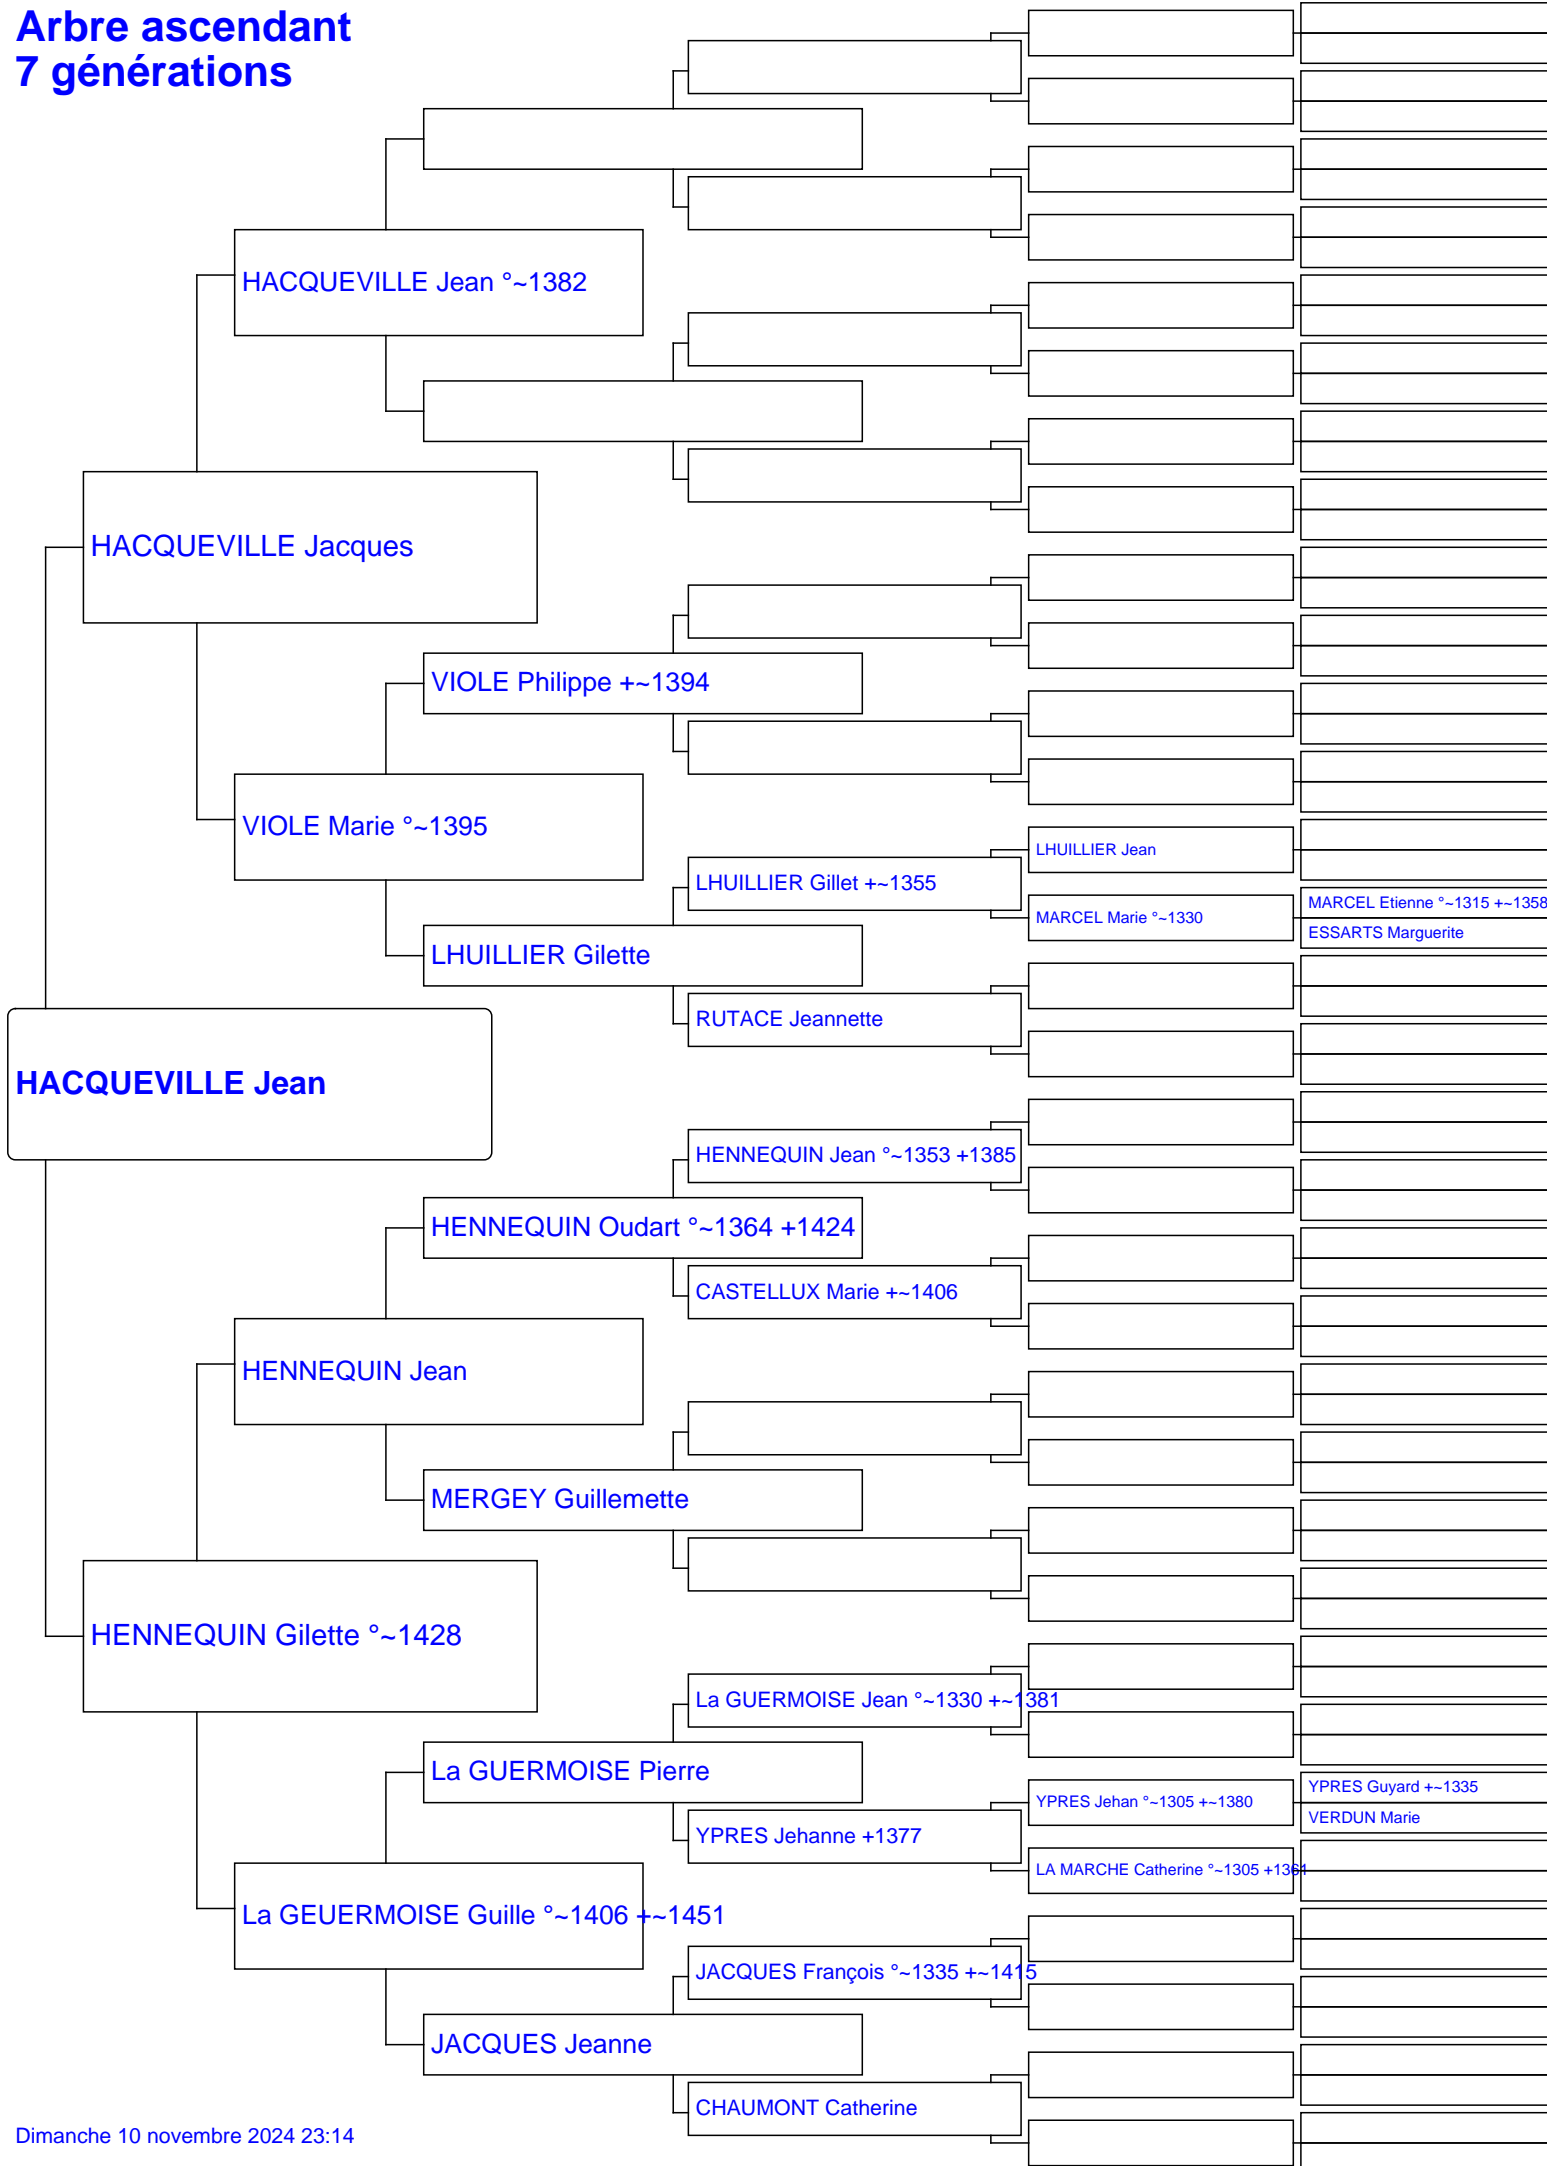 Arbre ascendant
7 générations
HACQUEVILLE Jean °~1382
HACQUEVILLE Jacques
VIOLE Philippe +~1394
VIOLE Marie °~1395
LHUILLIER Jean
LHUILLIER Gillet +~1355
MARCEL Etienne °~1315 +~1358
MARCEL Marie °~1330
ESSARTS Marguerite
LHUILLIER Gilette
RUTACE Jeannette
HACQUEVILLE Jean
HENNEQUIN Jean °~1353 +1385
HENNEQUIN Oudart °~1364 +1424
CASTELLUX Marie +~1406
HENNEQUIN Jean
MERGEY Guillemette
HENNEQUIN Gilette °~1428
La GUERMOISE Jean °~1330 +~1381
La GUERMOISE Pierre
YPRES Guyard +~1335
YPRES Jehan °~1305 +~1380
VERDUN Marie
YPRES Jehanne +1377
LA MARCHE Catherine °~1305 +1361
La GEUERMOISE Guille °~1406 +~1451
JACQUES François °~1335 +~1415
JACQUES Jeanne
CHAUMONT Catherine
Dimanche 10 novembre 2024 23:14